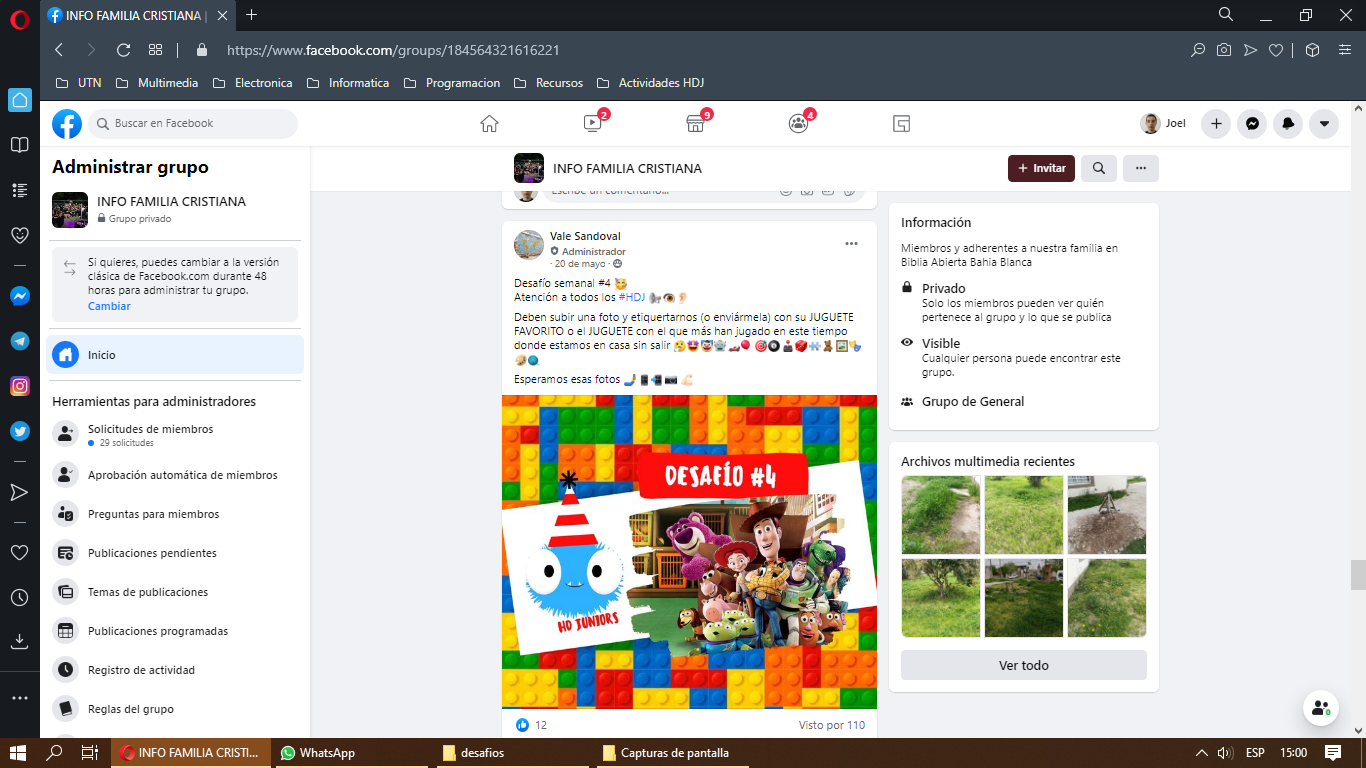 INFO FAMILIA CRISTIANA |
https://www.facebook.com/groups/184564321616221
UTN Multimedia Electronica Informatica Programacion Recursos Actividades HDJ
Buscar en Facebook
2
9
4
Joel
Administrar grupo
INFO FAMILIA CRISTIANA
Grupo privado
Si quieres, puedes cambiar a la versión
clásica de Facebook.com durante 48
horas para administrar tu grupo.
Cambiar
Inicio
Herramientas para administradores
Solicitudes de miembros
29 solicitudes
Aprobación automática de miembros
Preguntas para miembros
Publicaciones pendientes
Temas de publicaciones
Publicaciones programadas
Registro de actividad
Reglas del grupo
INFO FAMILIA CRISTIANA
+ Invitar
Escribe un comentario...
Vale Sandoval
Administrador
· 20 de mayo ·
Desafío semanal #4
Atención a todos los #HDJ
Deben subir una foto y etiquertarnos (o enviármela) con su JUGUETE
FAVORITO o el JUGUETE con el que más han jugado en este tiempo
donde estamos en casa sin salir
Esperamos esas fotos
DESAFÍO #4
HD JUNIORS
12
Visto por 110
Información
Miembros y adherentes a nuestra familia en
Biblia Abierta Bahia Blanca
Privado
Solo los miembros pueden ver quién
pertenece al grupo y lo que se publica
Visible
Cualquier persona puede encontrar este
grupo.
Grupo de General
Archivos multimedia recientes
Ver todo
INFO FAMILIA CRISTI...
WhatsApp
desafios
Capturas de pantalla
ESP
15:00